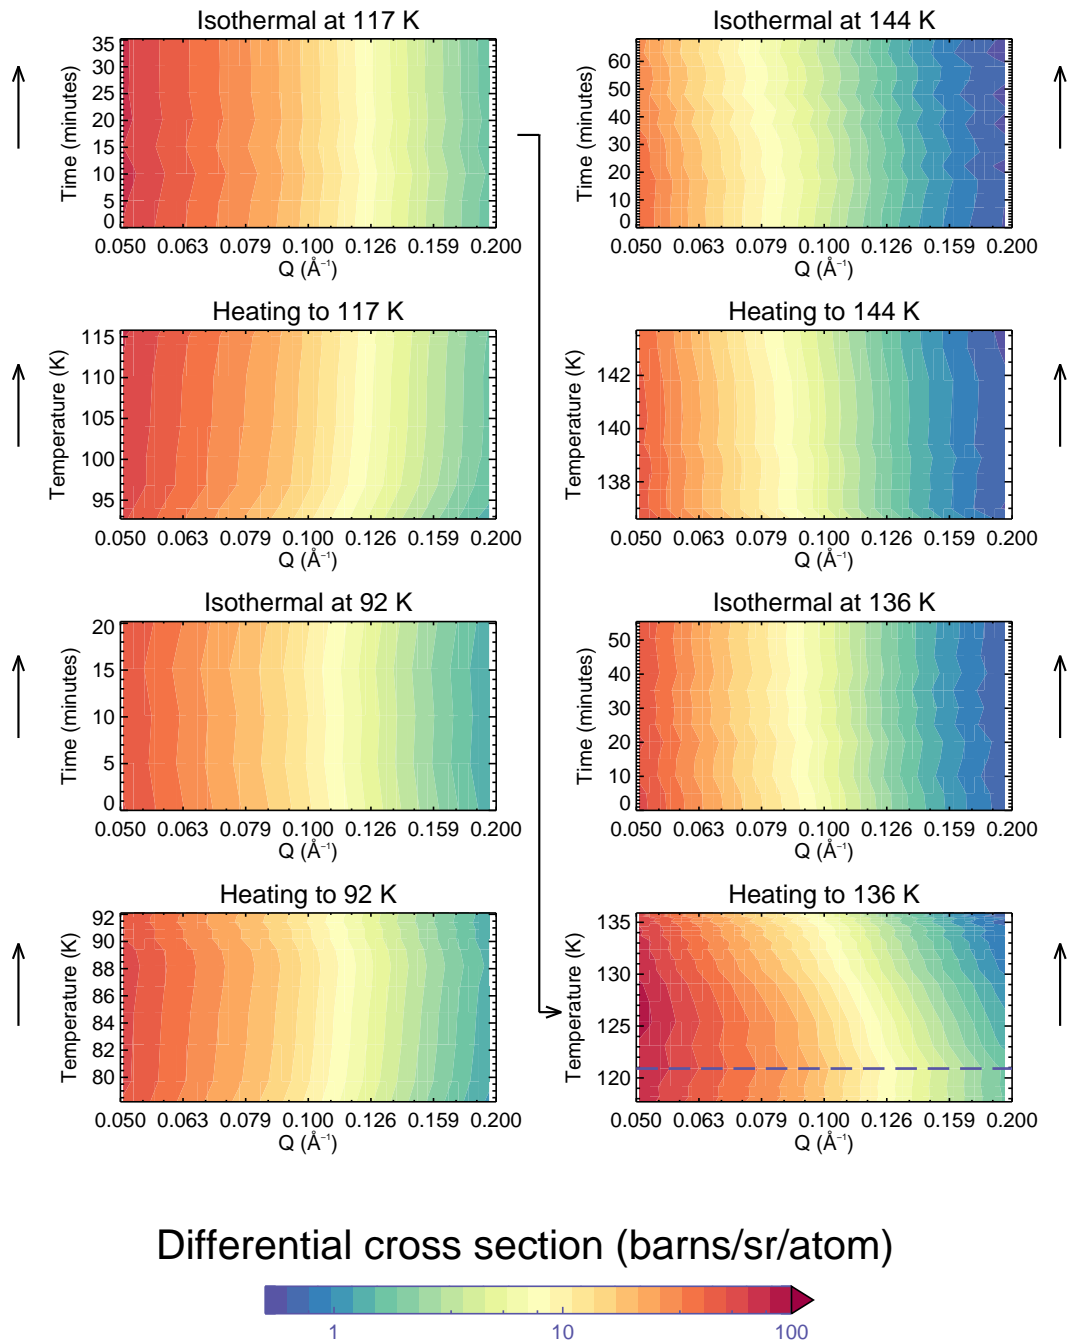 Isothermal at 117 K
35
30
25
20
15
10
5
0
Time (minutes)
0.050 0.063 0.079 0.100 0.126 0.159 0.200
Q (Å⁻¹)
Heating to 117 K
115
110
105
100
95
Temperature (K)
0.050 0.063 0.079 0.100 0.126 0.159 0.200
Q (Å⁻¹)
Isothermal at 92 K
20
15
10
5
0
Time (minutes)
0.050 0.063 0.079 0.100 0.126 0.159 0.200
Q (Å⁻¹)
Heating to 92 K
92
90
88
86
84
82
80
Temperature (K)
0.050 0.063 0.079 0.100 0.126 0.159 0.200
Q (Å⁻¹)
Isothermal at 144 K
60
50
40
30
20
10
0
Time (minutes)
0.050 0.063 0.079 0.100 0.126 0.159 0.200
Q (Å⁻¹)
Heating to 144 K
142
140
138
Temperature (K)
0.050 0.063 0.079 0.100 0.126 0.159 0.200
Q (Å⁻¹)
Isothermal at 136 K
50
40
30
20
10
0
Time (minutes)
0.050 0.063 0.079 0.100 0.126 0.159 0.200
Q (Å⁻¹)
Heating to 136 K
135
130
125
120
Temperature (K)
0.050 0.063 0.079 0.100 0.126 0.159 0.200
Q (Å⁻¹)
Differential cross section (barns/sr/atom)
1 10 100